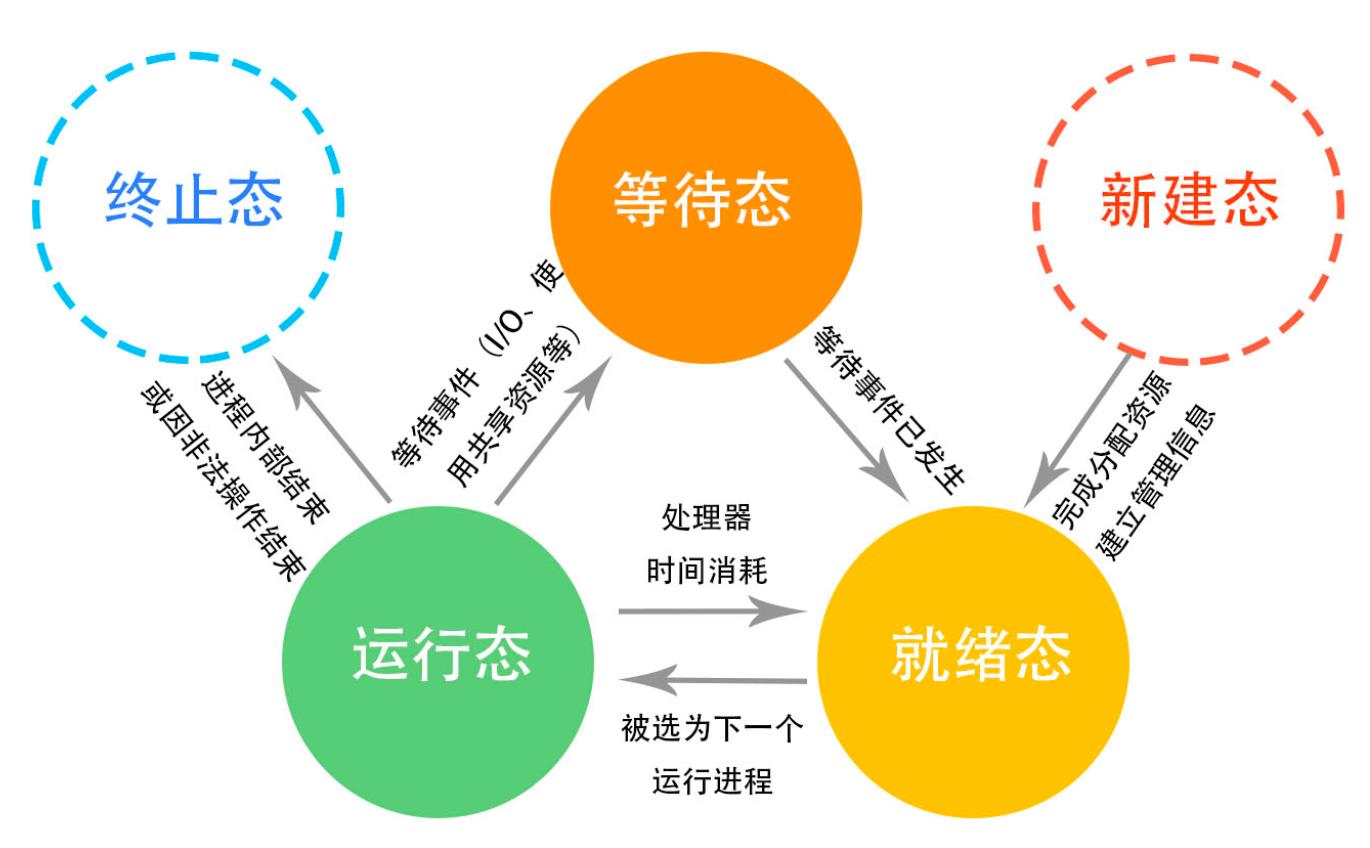 终止态
等待态
新建态
等待事件（I/O、使
用共享资源等）
进程内部结束
或因非法操作结束
等待事件已发生
完成分配资源
建立管理信息
处理器
时间消耗
运行态
就绪态
被选为下一个
运行进程